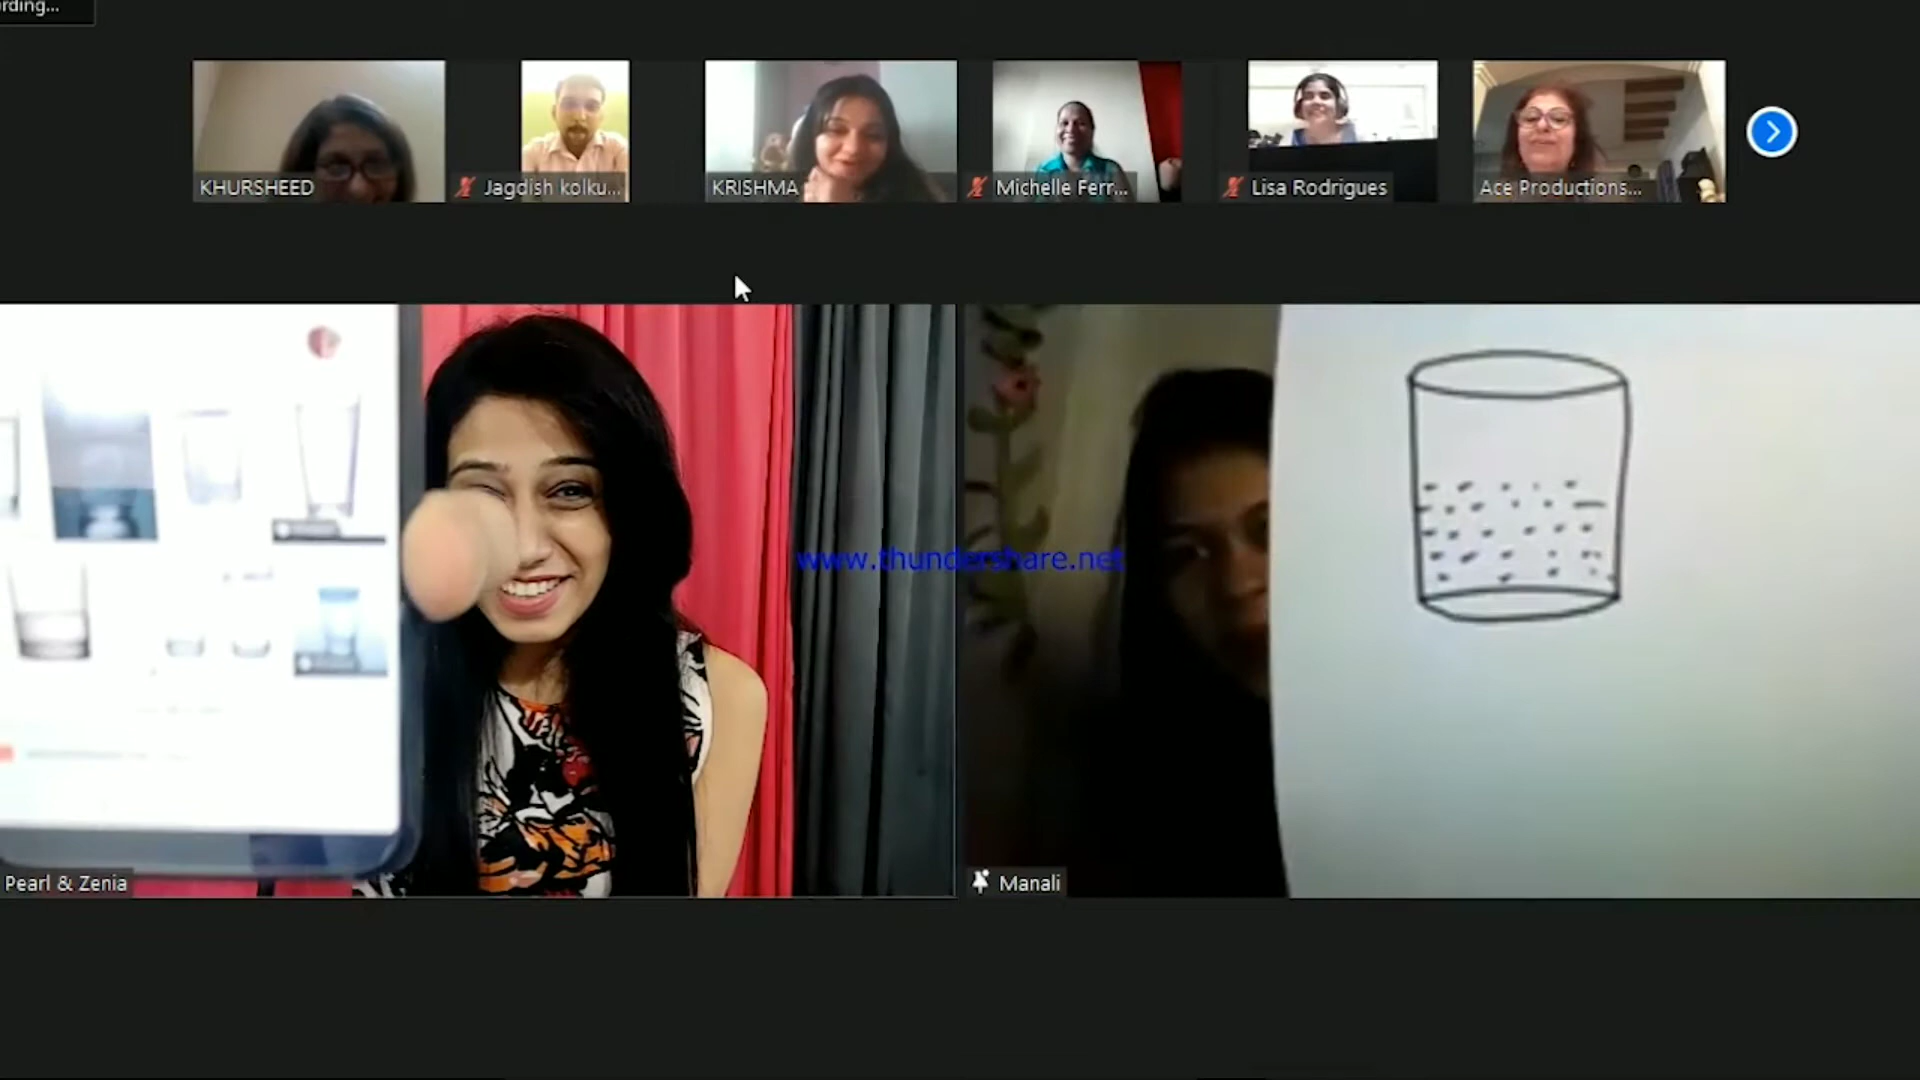 rding...
KHURSHEED
Jagdish kolku...
KRISHMA
Michelle Ferr...
Lisa Rodrigues
Ace Productions...
www.thundershare.net
Pearl & Zenia
Manali